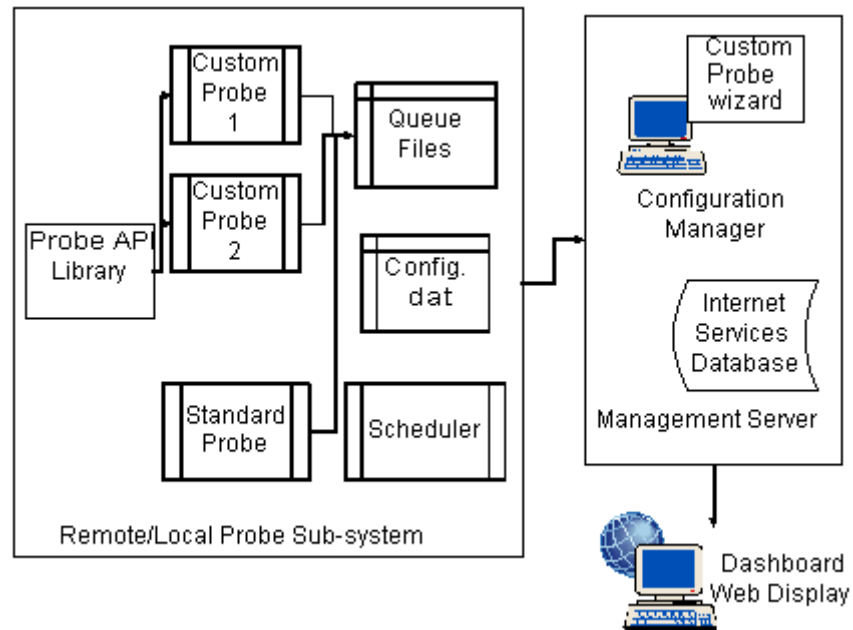 Custom
Probe
1
Queue
Files
Custom
Probe
2
Probe API
Library
Config.
dat
Standard
Probe
Scheduler
Remote/Local Probe Sub-system
Custom
Probe
wizard
Configuration
Manager
Internet
Services
Database
Management Server
Dashboard
Web Display